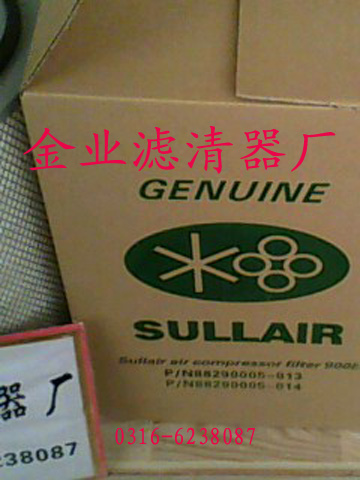 金业滤清器厂
GENUINE
SULLAIR
Sullair air compressor filter
P/N88290005-013
P/N88290005-014
器厂
238087
0316-6238087